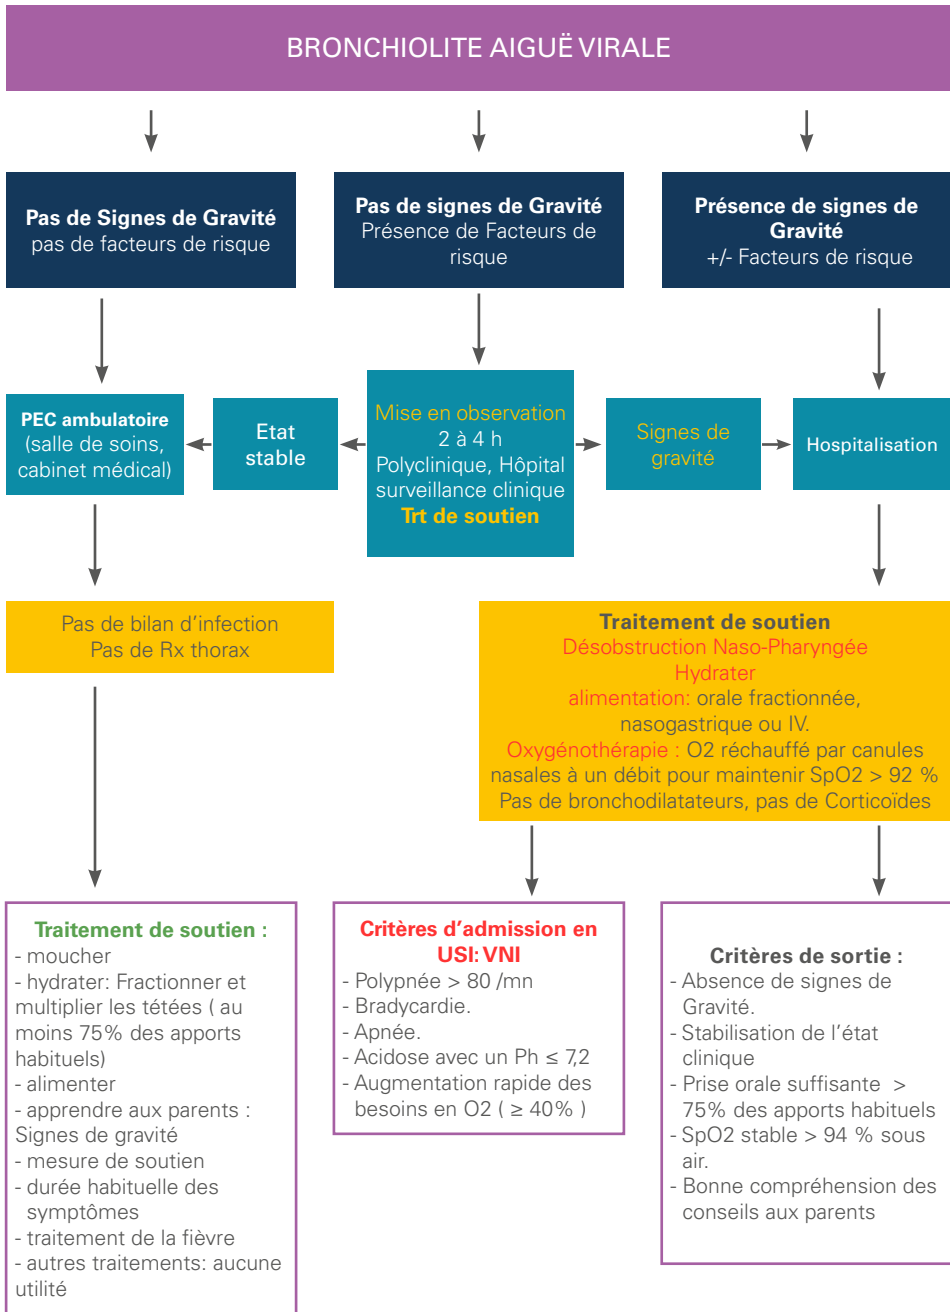 BRONCHIOLITE AIGUË VIRALE
Pas de Signes de Gravité
pas de facteurs de risque
Pas de signes de Gravité
Présence de Facteurs de
risque
Présence de signes de
Gravité
+/- Facteurs de risque
PEC ambulatoire
(salle de soins,
cabinet médical)
Etat
stable
Mise en observation
2 à 4 h
Polyclinique, Hôpital
surveillance clinique
Trt de soutien
Signes de
gravité
Hospitalisation
Pas de bilan d'infection
Pas de Rx thorax
Traitement de soutien
Désobstruction Naso-Pharyngée
Hydrater
alimentation: orale fractionnée,
nasogastrique ou IV.
Oxygénothérapie : O2 réchauffé par canules
nasales à un débit pour maintenir SpO2 > 92 %
Pas de bronchodilatateurs, pas de Corticoïdes
Traitement de soutien :
- moucher
- hydrater: Fractionner et
multiplier les tétées ( au
moins 75% des apports
habituels)
- alimenter
- apprendre aux parents :
Signes de gravité
- mesure de soutien
- durée habituelle des
symptômes
- traitement de la fièvre
- autres traitements: aucune
utilité
Critères d'admission en
USI: VNI
- Polypnée > 80 /mn
- Bradycardie.
- Apnée.
- Acidose avec un Ph ≤ 7,2
- Augmentation rapide des
besoins en O2 ( ≥ 40% )
Critères de sortie :
- Absence de signes de
Gravité.
- Stabilisation de l'état
clinique
- Prise orale suffisante >
75% des apports habituels
- SpO2 stable > 94 % sous
air.
- Bonne compréhension des
conseils aux parents